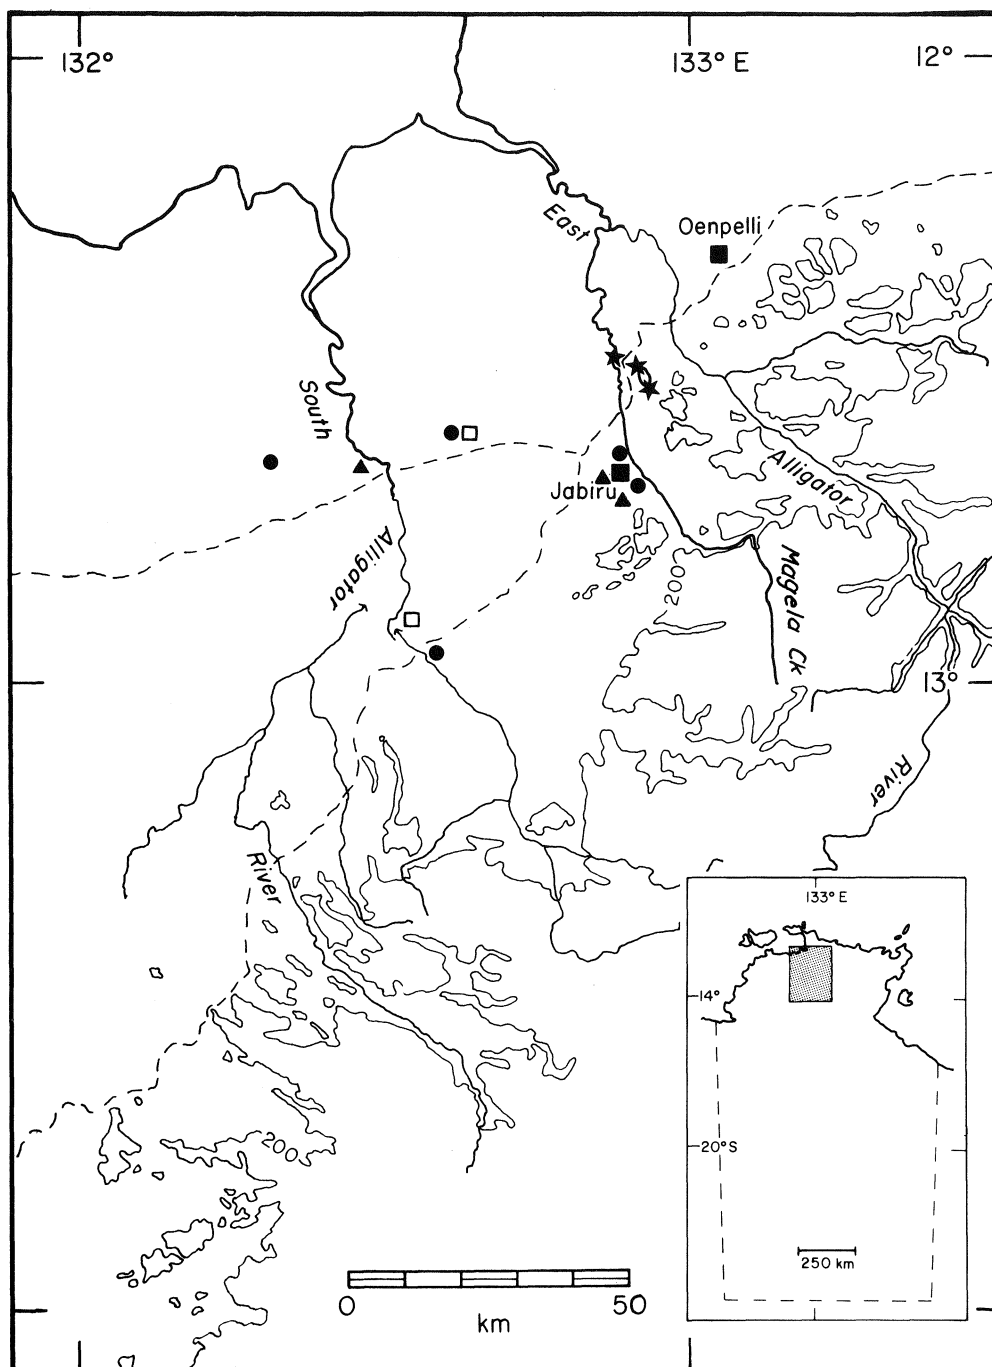 132°
133° E
12°
East
Oenpelli
South
Alligator
Jabiru
Alligator
200
Magela Ck
13°
River
River
133° E
14°
20°S
250 km
200
0
50
km